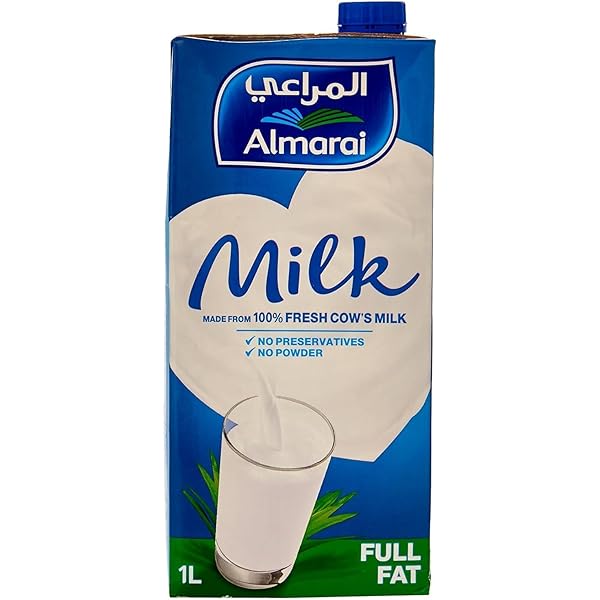 المراعي
Almarai
Milk
MADE FROM 100% FRESH COW'S MILK
✓ NO PRESERVATIVES
✓ NO POWDER
1L
FULL
FAT